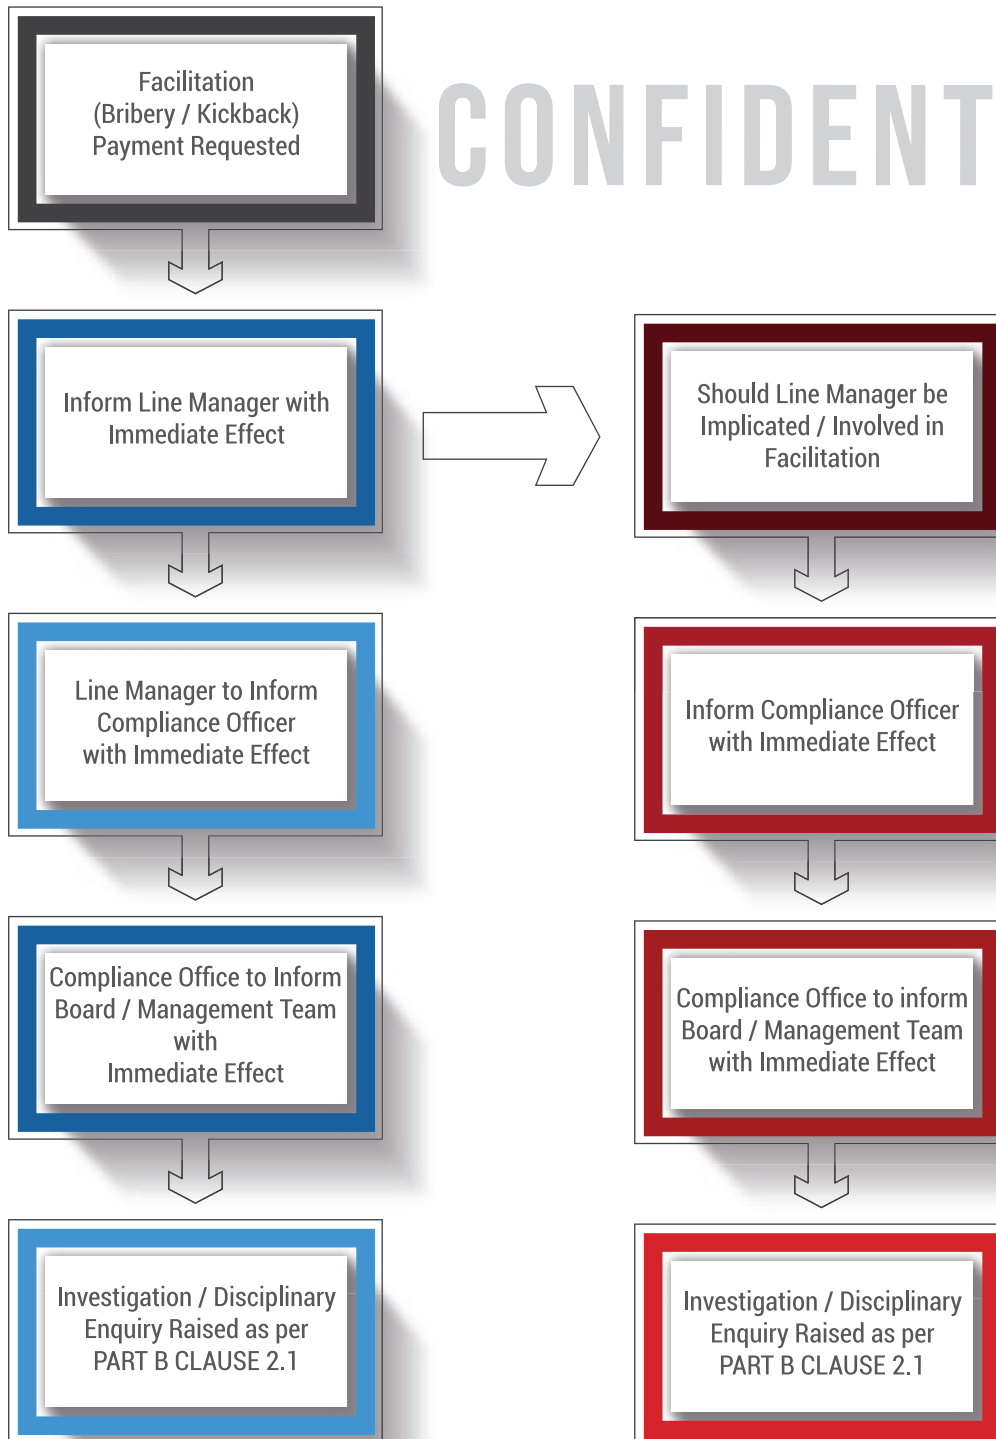 Facilitation
(Bribery / Kickback)
Payment Requested
CONFIDENT
Inform Line Manager with
Immediate Effect
Should Line Manager be
Implicated / Involved in
Facilitation
Line Manager to Inform
Compliance Officer
with Immediate Effect
Inform Compliance Officer
with Immediate Effect
Compliance Office to Inform
Board / Management Team
with
Immediate Effect
Compliance Office to inform
Board / Management Team
with Immediate Effect
Investigation / Disciplinary
Enquiry Raised as per
PART B CLAUSE 2.1
Investigation / Disciplinary
Enquiry Raised as per
PART B CLAUSE 2.1